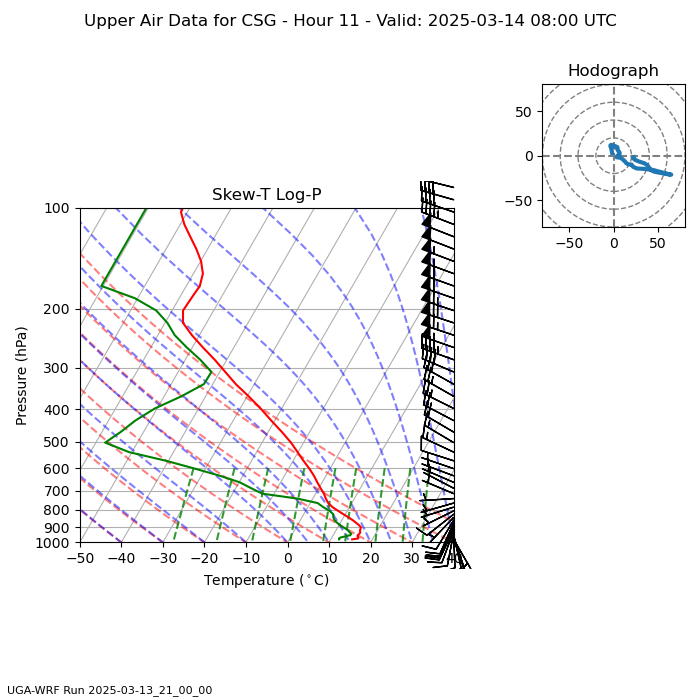 Upper Air Data for CSG - Hour 11 - Valid: 2025-03-14 08:00 UTC
Hodograph
50
0
−50
−50 0 50
Skew-T Log-P
100
200
300
400
500
600
700
800
900
1000
Pressure (hPa)
−50 −40 −30 −20 −10 0 10 20 30
Temperature (°C)
UGA-WRF Run 2025-03-13_21_00_00